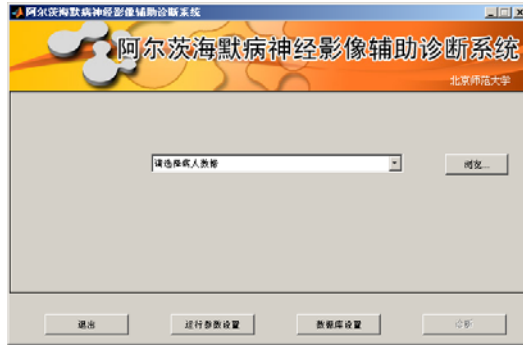 阿尔茨海默病神经影像辅助诊断系统
阿尔茨海默病神经影像辅助诊断系统
北京师范大学
请选择病人数据
浏览...
退出
运行参数设置
数据库设置
诊断